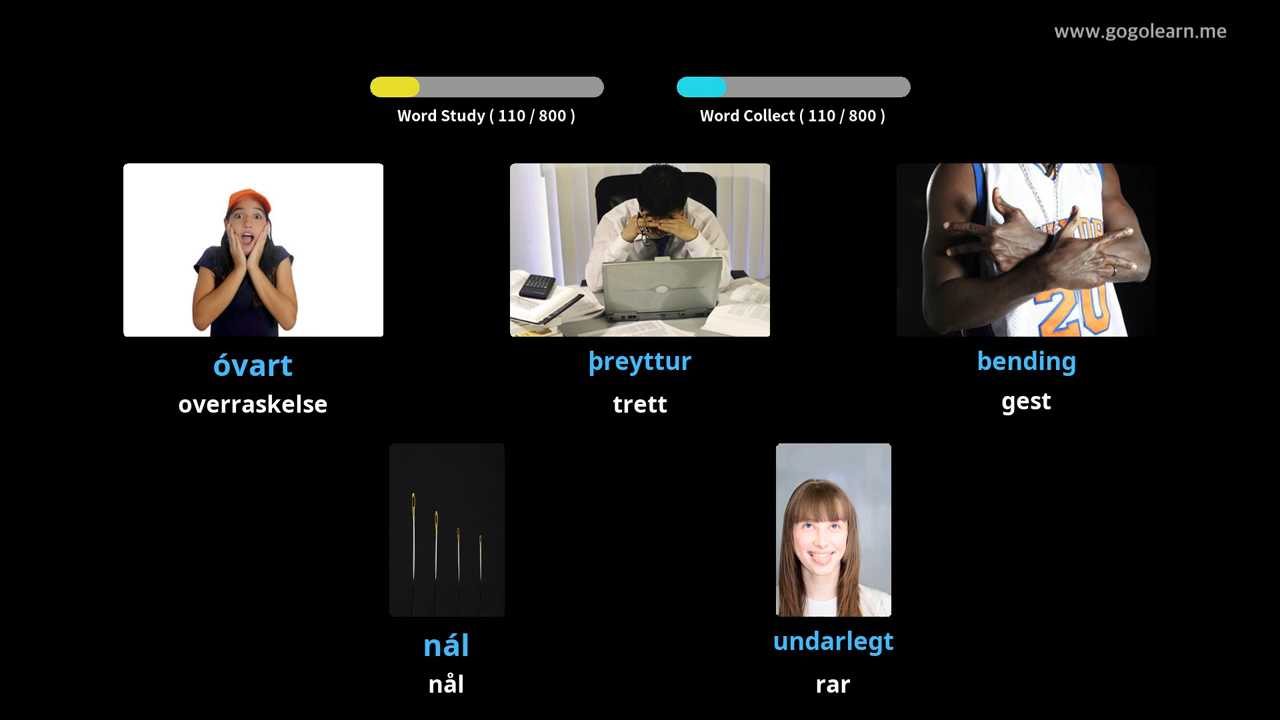 www.gogolearn.me
Word Study ( 110 / 800 )
Word Collect ( 110 / 800 )
óvart
overraskelse
þreyttur
trett
bending
gest
20
nál
nål
undarlegt
rar